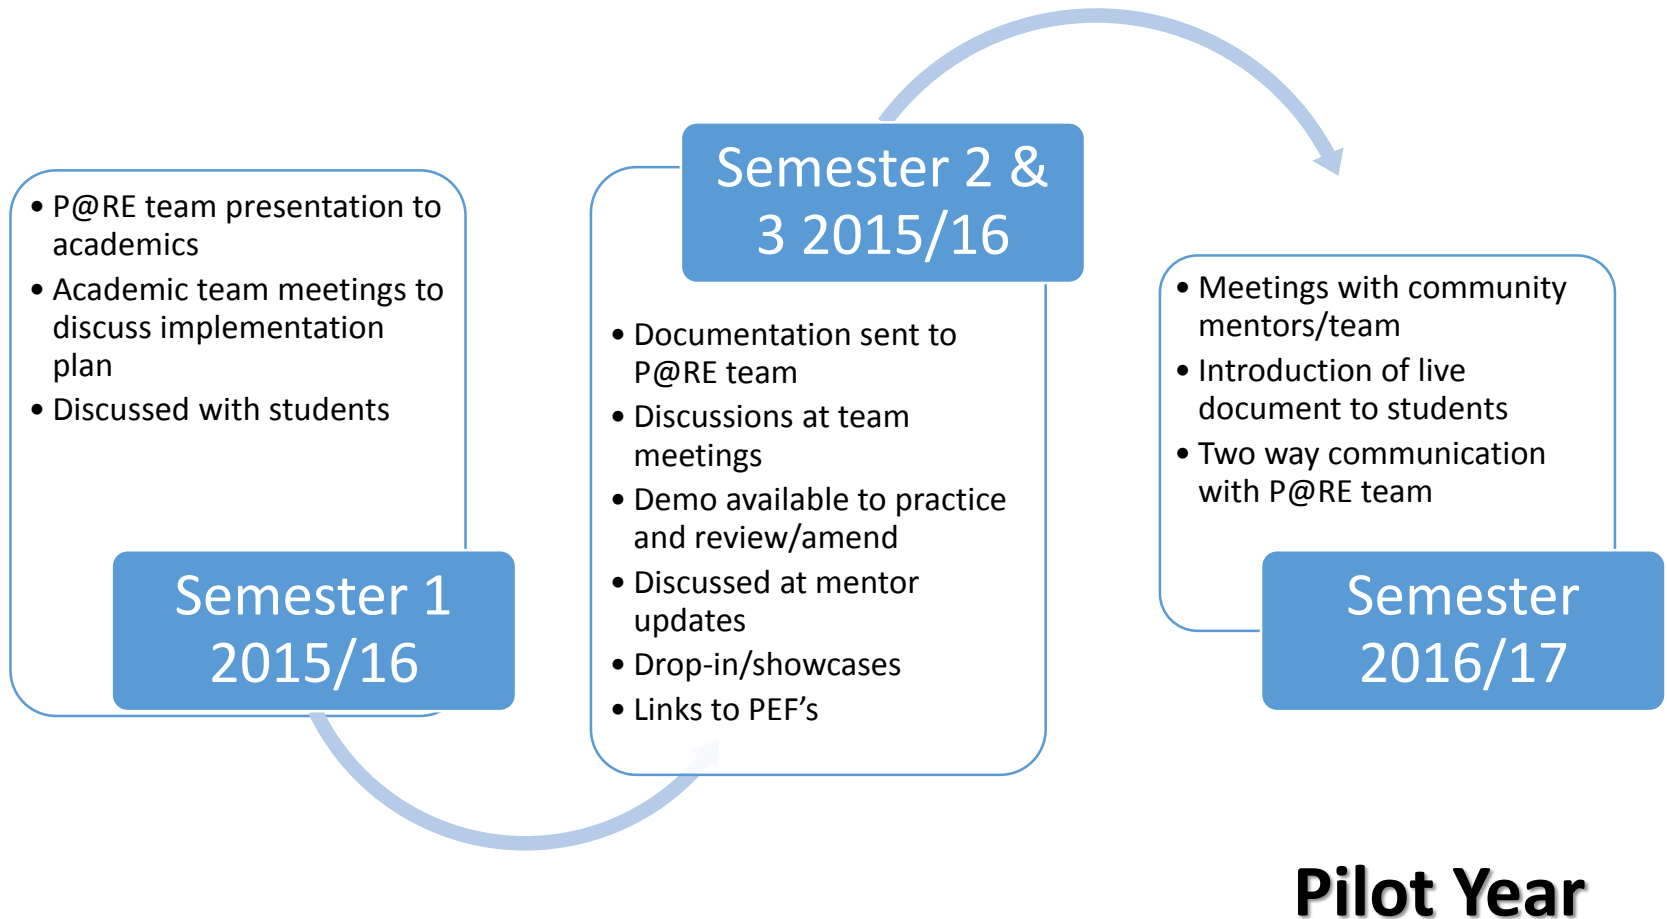 • P@RE team presentation to
academics
• Academic team meetings to
discuss implementation
plan
• Discussed with students
Semester 1
2015/16
Semester 2 &
3 2015/16
• Documentation sent to
P@RE team
• Discussions at team
meetings
• Demo available to practice
and review/amend
• Discussed at mentor
updates
• Drop-in/showcases
• Links to PEF’s
• Meetings with community
mentors/team
• Introduction of live
document to students
• Two way communication
with P@RE team
Semester
2016/17
Pilot Year